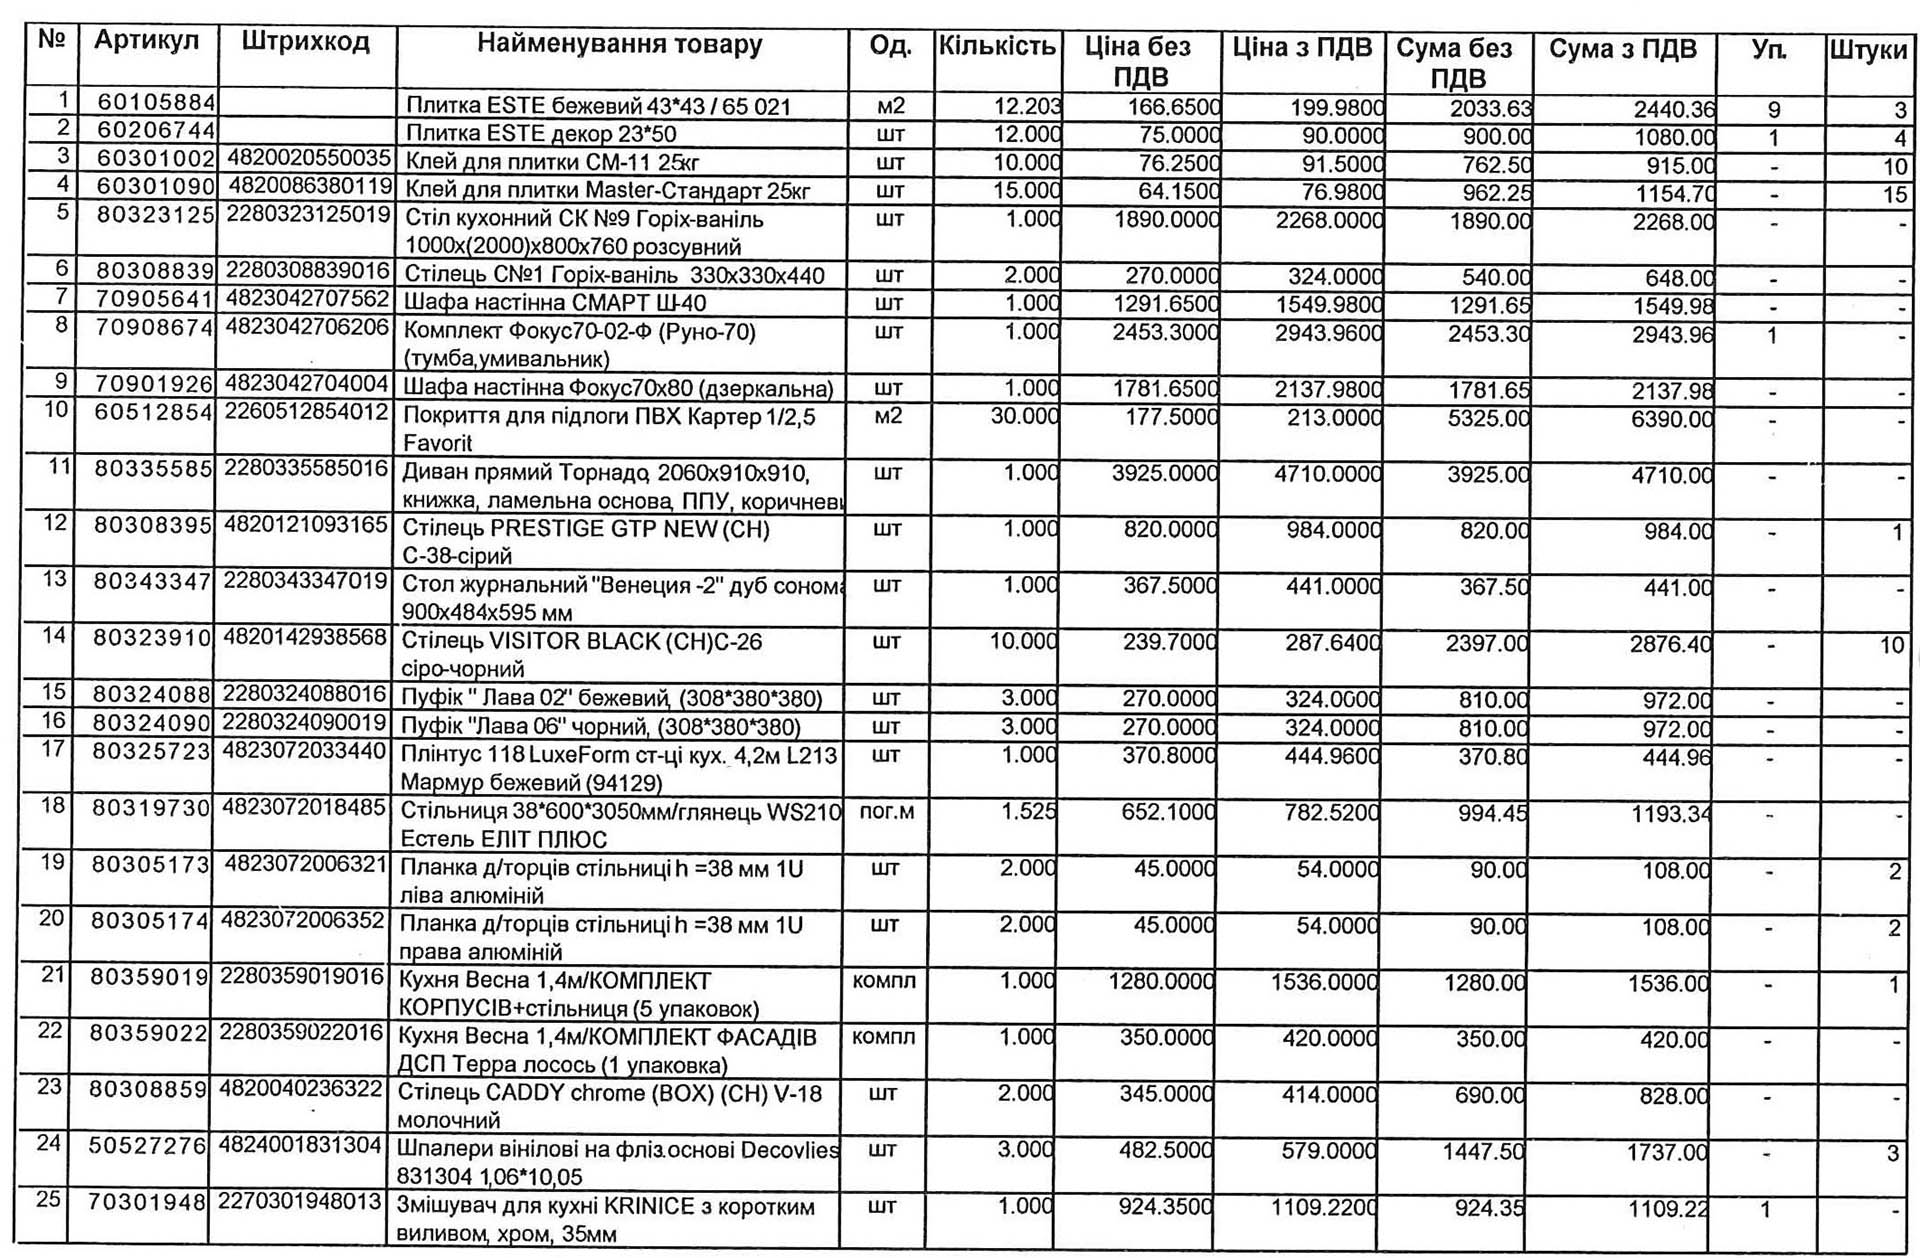 № Артикул Штрихкод Найменування товару Од. Кількість Ціна без ПДВ Ціна з ПДВ Сума без ПДВ Сума з ПДВ Уп. Штуки
1 60105884 Плитка ESTE бежевий 43*43 / 65 021 м2 12.203 166.6500 199.9800 2033.63 2440.36 9 3
2 60206744 Плитка ESTE декор 23*50 шт 12.000 75.0000 90.0000 900.00 1080.00 1 4
3 60301002 4820020550035 Клей для плитки СМ-11 25кг шт 10.000 76.2500 91.5000 762.50 915.00 - 10
4 60301090 4820086380119 Клей для плитки Master-Стандарт 25кг шт 15.000 64.1500 76.9800 962.25 1154.70 - 15
5 80323125 2280323125019 Стіл кухонний СК №9 Горіх-ваніль шт 1.000 1890.0000 2268.0000 1890.00 2268.00 - -
1000х(2000)х800х760 розсувний
6 80308839 2280308839016 Стілець С№1 Горіх-ваніль 330х330х440 шт 2.000 270.0000 324.0000 540.00 648.00 - -
7 70905641 4823042707562 Шафа настінна СМАРТ Ш-40 шт 1.000 1291.6500 1549.9800 1291.65 1549.98 - -
8 70908674 4823042706206 Комплект Фокус70-02-Ф (Руно-70) шт 1.000 2453.3000 2943.9600 2453.30 2943.96 1 -
(тумба,умивальник)
9 70901926 4823042704004 Шафа настінна Фокус70х80 (дзеркальна) шт 1.000 1781.6500 2137.9800 1781.65 2137.98 - -
10 60512854 2260512854012 Покриття для підлоги ПВХ Картер 1/2,5 м2 30.000 177.5000 213.0000 5325.00 6390.00 - -
Favorit
11 80335585 2280335585016 Диван прямий Торнадо, 2060х910х910, шт 1.000 3925.0000 4710.0000 3925.00 4710.00 - -
книжка, ламельна основа, ППУ, коричневи
12 80308395 4820121093165 Стілець PRESTIGE GTP NEW (CH) шт 1.000 820.0000 984.0000 820.00 984.00 - 1
С-38-сірий
13 80343347 2280343347019 Стол журнальний "Венеция -2" дуб сонома шт 1.000 367.5000 441.0000 367.50 441.00 - -
900х484х595 мм
14 80323910 4820142938568 Стілець VISITOR BLACK (CH)C-26 шт 10.000 239.7000 287.6400 2397.00 2876.40 - 10
сіро-чорний
15 80324088 2280324088016 Пуфік " Лава 02" бежевий, (308*380*380) шт 3.000 270.0000 324.0000 810.00 972.00 - -
16 80324090 2280324090019 Пуфік "Лава 06" чорний, (308*380*380) шт 3.000 270.0000 324.0000 810.00 972.00 - -
17 80325723 4823072033440 Плінтус 118 LuxeForm ст-ці кух. 4,2м L213 шт 1.000 370.8000 444.9600 370.80 444.96 - -
Мармур бежевий (94129)
18 80319730 4823072018485 Стільниця 38*600*3050мм/глянець WS210 пог.м 1.525 652.1000 782.5200 994.45 1193.34 - -
Естель ЕЛІТ ПЛЮС
19 80305173 4823072006321 Планка д/торців стільниці h =38 мм 1U шт 2.000 45.0000 54.0000 90.00 108.00 - 2
ліва алюміній
20 80305174 4823072006352 Планка д/торців стільниці h =38 мм 1U шт 2.000 45.0000 54.0000 90.00 108.00 - 2
права алюміній
21 80359019 2280359019016 Кухня Весна 1,4м/КОМПЛЕКТ компл 1.000 1280.0000 1536.0000 1280.00 1536.00 - 1
КОРПУСІВ+стільниця (5 упаковок)
22 80359022 2280359022016 Кухня Весна 1,4м/КОМПЛЕКТ ФАСАДІВ компл 1.000 350.0000 420.0000 350.00 420.00 - -
ДСП Терра лосось (1 упаковка)
23 80308859 4820040236322 Стілець CADDY chrome (BOX) (CH) V-18 шт 2.000 345.0000 414.0000 690.00 828.00 - -
молочний
24 50527276 4824001831304 Шпалери вінілові на фліз.основі Decovlies шт 3.000 482.5000 579.0000 1447.50 1737.00 - 3
831304 1,06*10,05
25 70301948 2270301948013 Змішувач для кухні KRINICE з коротким шт 1.000 924.3500 1109.2200 924.35 1109.22 1 -
виливом, хром, 35мм